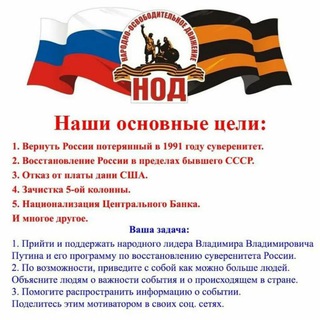 НАРОДНО-ОСВОБОДИТЕЛЬНОЕ ДВИЖЕНИЕ
НОД
Наши основные цели:
1. Вернуть России потерянный в 1991 году суверенитет.
2. Восстановление России в пределах бывшего СССР.
3. Отказ от платы дани США.
4. Зачистка 5-ой колонны.
5. Национализация Центрального Банка.
И многое другое.
Ваша задача:
1. Прийти и поддержать народного лидера Владимира Владимировича
Путина и его программу по восстановлению суверенитета России.
2. По возможности, приведите с собой как можно больше людей.
Объясните людям о важности события и о происходящем в стране.
3. Помогите распространить информацию о событии.
Поделитесь этим мотиватором в своих соц. сетях.